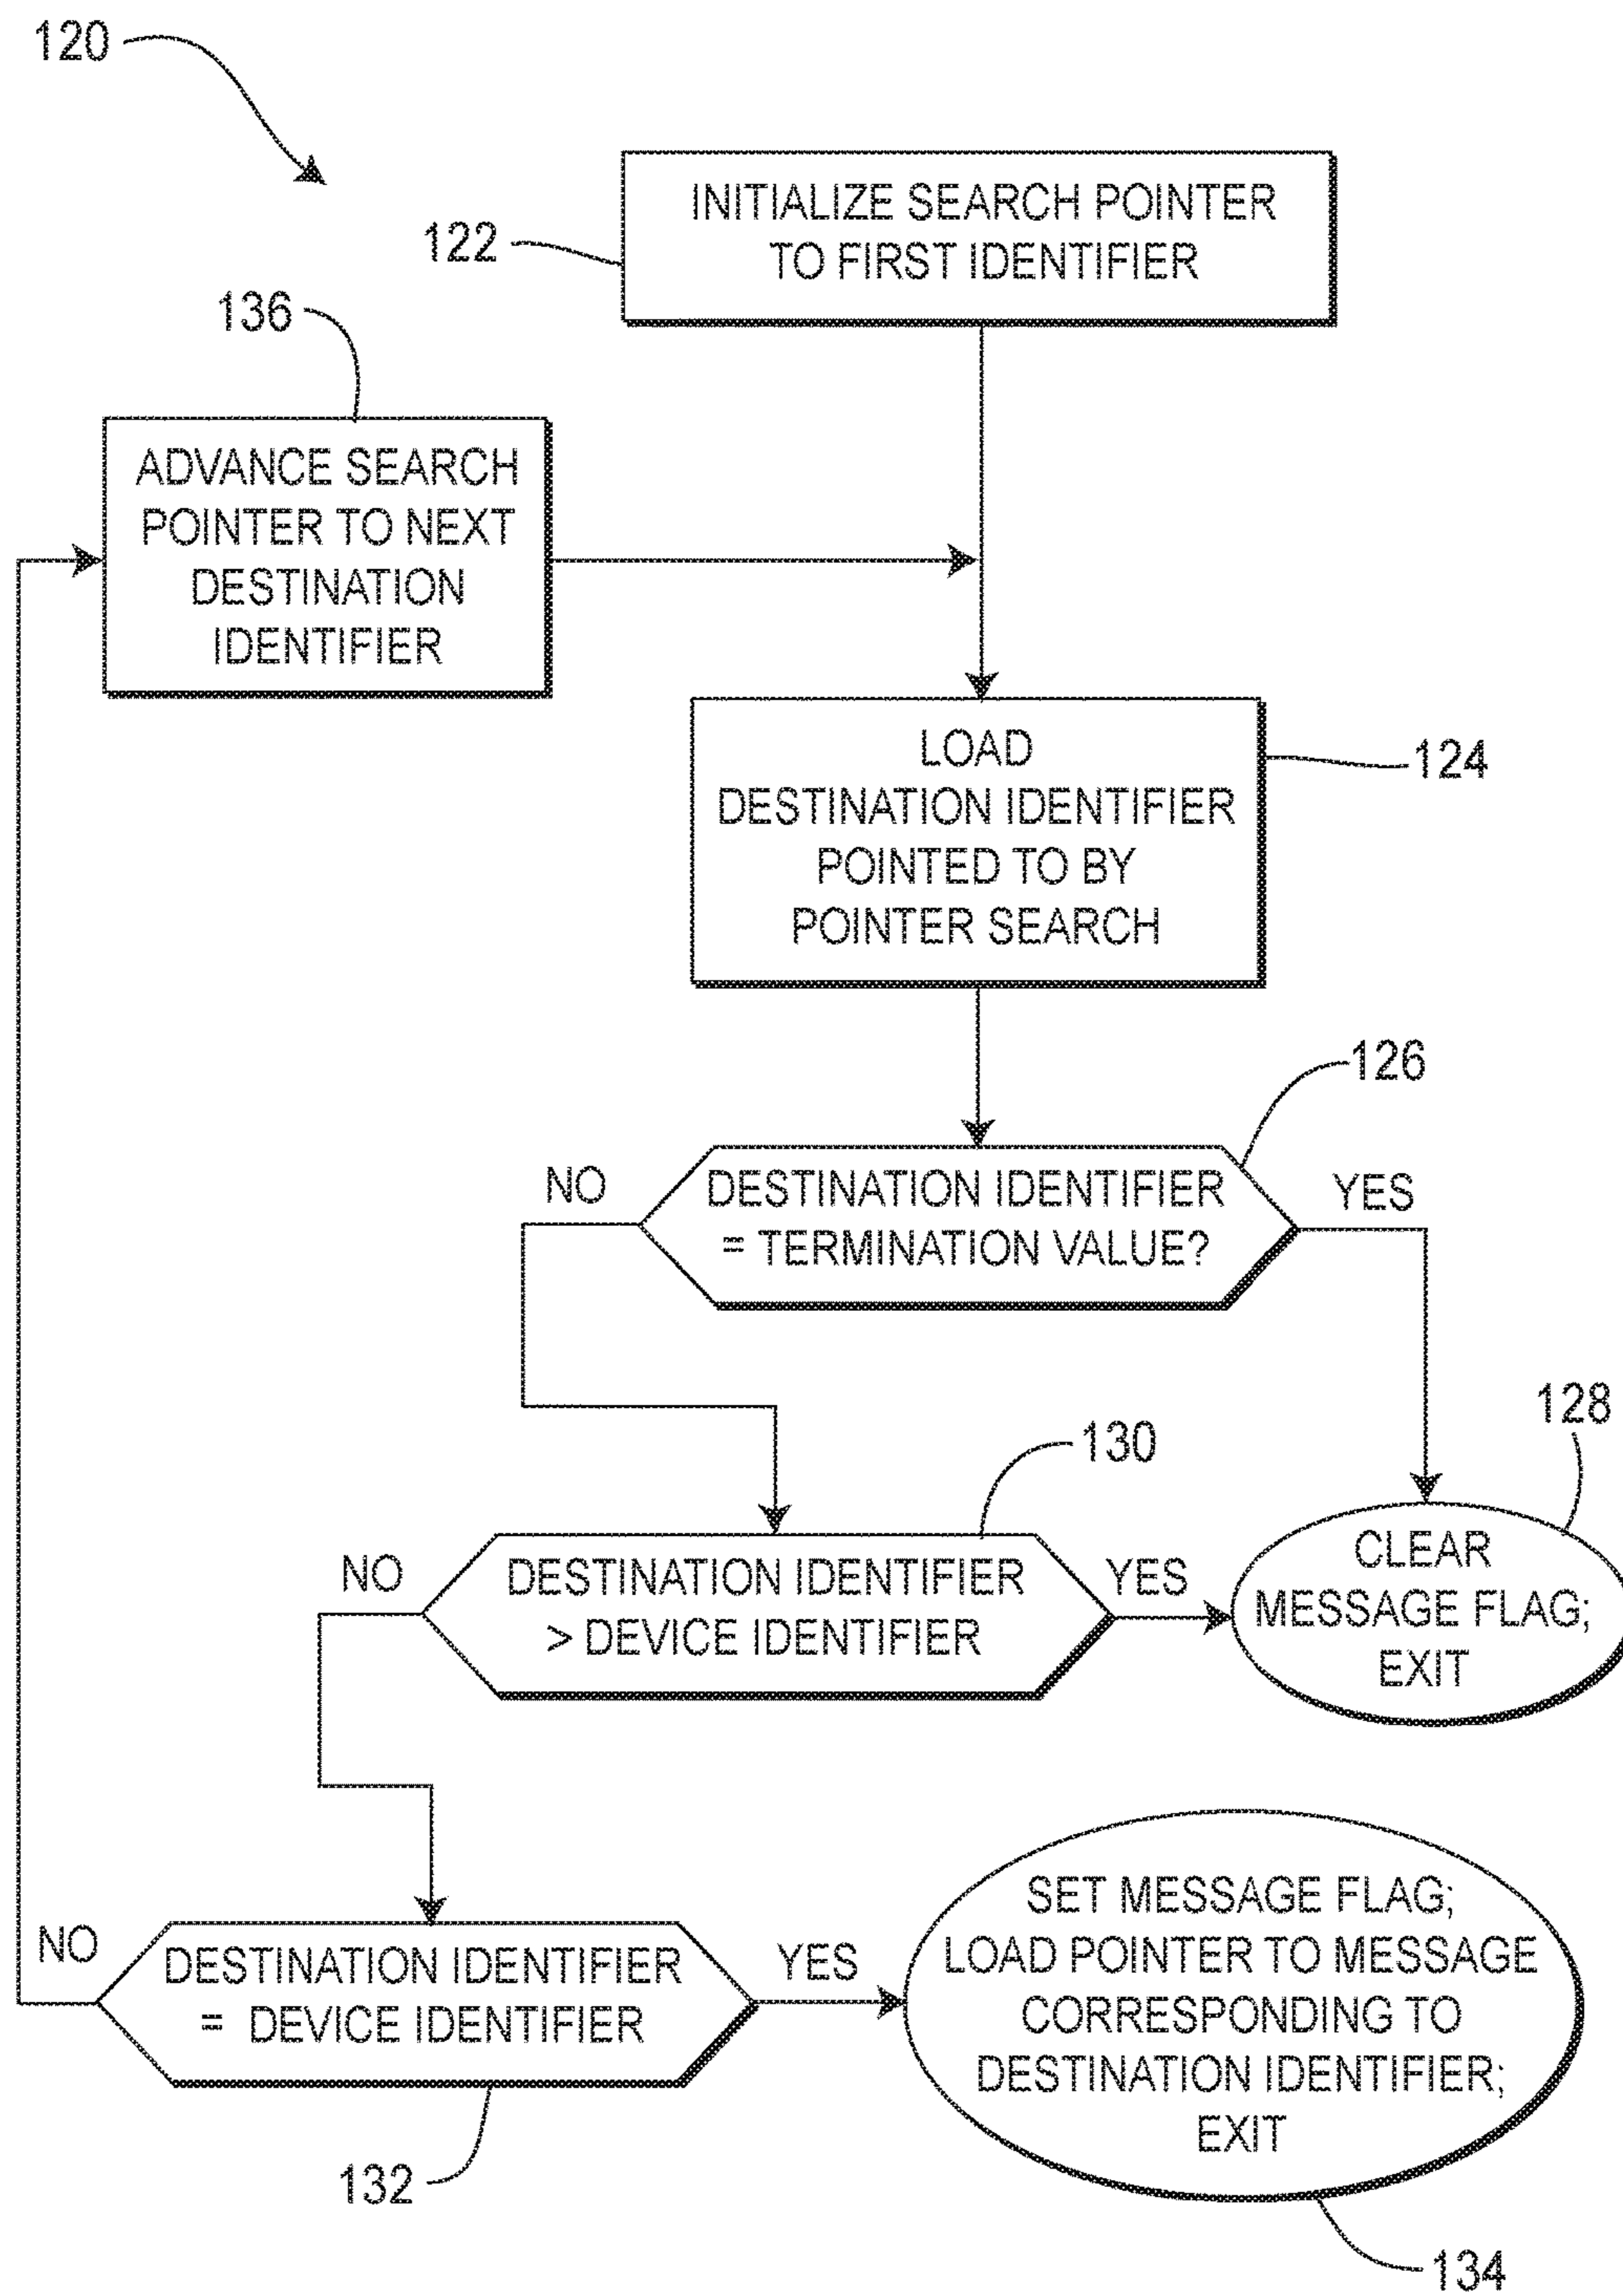 120
INITIALIZE SEARCH POINTER
TO FIRST IDENTIFIER
122
136
ADVANCE SEARCH
POINTER TO NEXT
DESTINATION
IDENTIFIER
LOAD
DESTINATION IDENTIFIER
POINTED TO BY
POINTER SEARCH
124
126
NO
DESTINATION IDENTIFIER
= TERMINATION VALUE?
YES
128
130
NO
DESTINATION IDENTIFIER
> DEVICE IDENTIFIER
YES
CLEAR
MESSAGE FLAG;
EXIT
NO
DESTINATION IDENTIFIER
= DEVICE IDENTIFIER
YES
SET MESSAGE FLAG;
LOAD POINTER TO MESSAGE
CORRESPONDING TO
DESTINATION IDENTIFIER;
EXIT
132
134